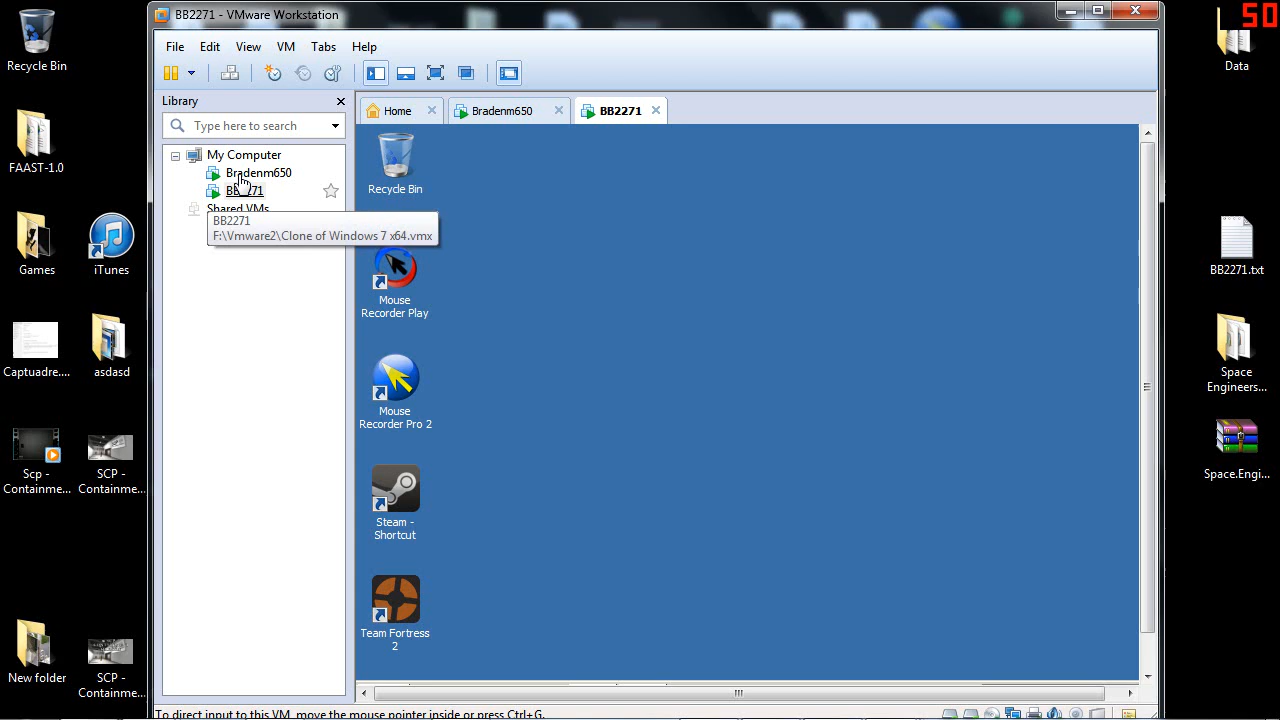 BB2271 - VMware Workstation
50
File Edit View VM Tabs Help
Library
Type here to search
My Computer
Bradenm650
BB2271
Shared VMs
BB2271
F:\Vmware2\Clone of Windows 7 x64.vmx
Home
Bradenm650
BB2271
Recycle Bin
Mouse
Recorder Play
Mouse
Recorder Pro 2
Steam -
Shortcut
Team Fortress
2
To direct input to this VM, move the mouse pointer inside or press Ctrl+G.
Recycle Bin
FAAST-1.0
Games
iTunes
Captuadre....
asdasd
Scp -
Containme...
SCP -
Containme...
New folder
SCP -
Containme...
Data
BB2271.txt
Space
Engineers...
Space.Engi...